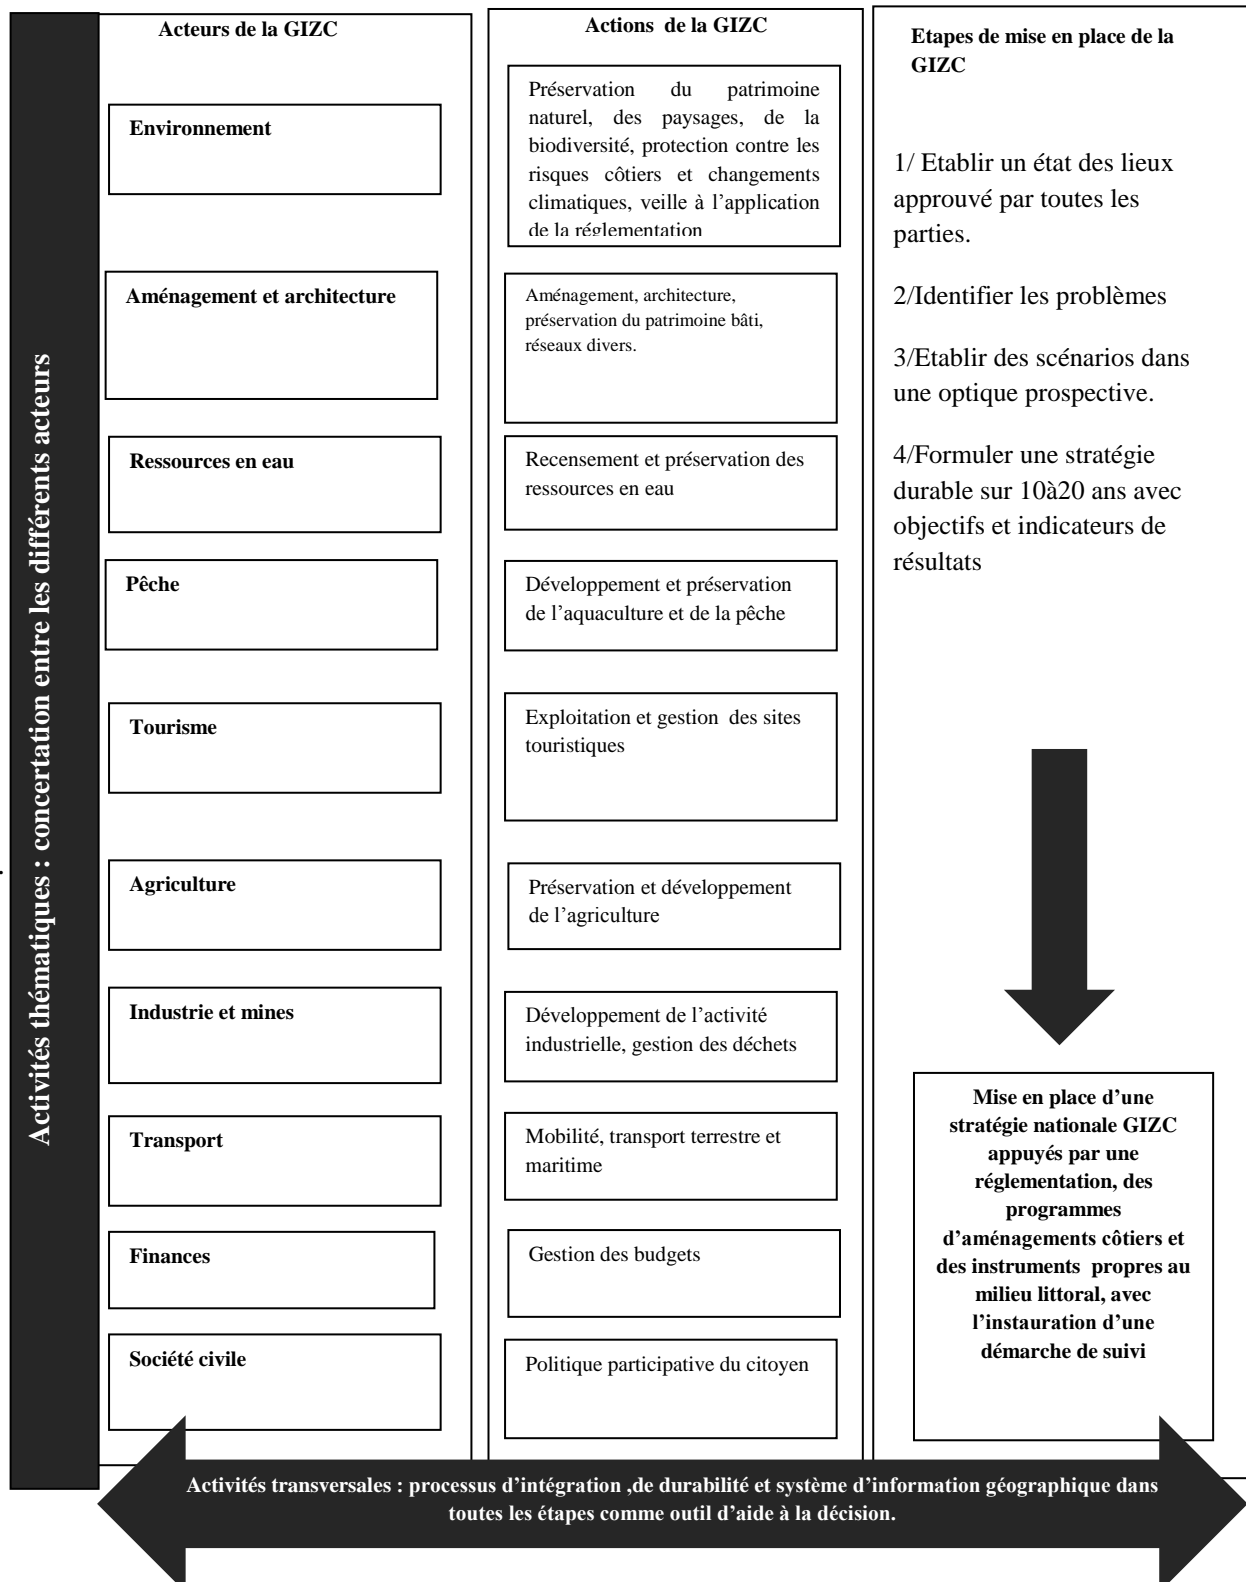 Activités thématiques : concertation entre les différents acteurs
Acteurs de la GIZC
Environnement
Aménagement et architecture
Ressources en eau
Pêche
Tourisme
Agriculture
Industrie et mines
Transport
Finances
Société civile
Actions de la GIZC
Préservation du patrimoine
naturel, des paysages, de la
biodiversité, protection contre les
risques côtiers et changements
climatiques, veille à l’application
de la réglementation
Aménagement, architecture,
préservation du patrimoine bâti,
réseaux divers.
Recensement et préservation des
ressources en eau
Développement et préservation
de l’aquaculture et de la pêche
Exploitation et gestion des sites
touristiques
Préservation et développement
de l’agriculture
Développement de l’activité
industrielle, gestion des déchets
Mobilité, transport terrestre et
maritime
Gestion des budgets
Politique participative du citoyen
Etapes de mise en place de la
GIZC
1/ Etablir un état des lieux
approuvé par toutes les
parties.
2/Identifier les problèmes
3/Etablir des scénarios dans
une optique prospective.
4/Formuler une stratégie
durable sur 10à20 ans avec
objectifs et indicateurs de
résultats
Mise en place d’une
stratégie nationale GIZC
appuyés par une
réglementation, des
programmes
d’aménagements côtiers et
des instruments propres au
milieu littoral, avec
l’instauration d’une
démarche de suivi
Activités transversales : processus d’intégration ,de durabilité et système d’information géographique dans
toutes les étapes comme outil d’aide à la décision.